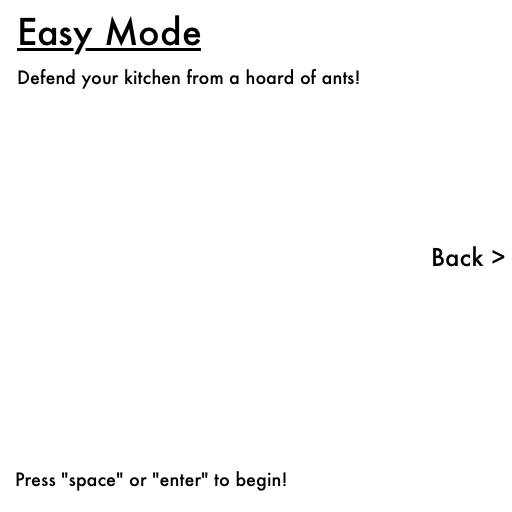 Easy Mode
Defend your kitchen from a hoard of ants!
Back >
Press "space" or "enter" to begin!